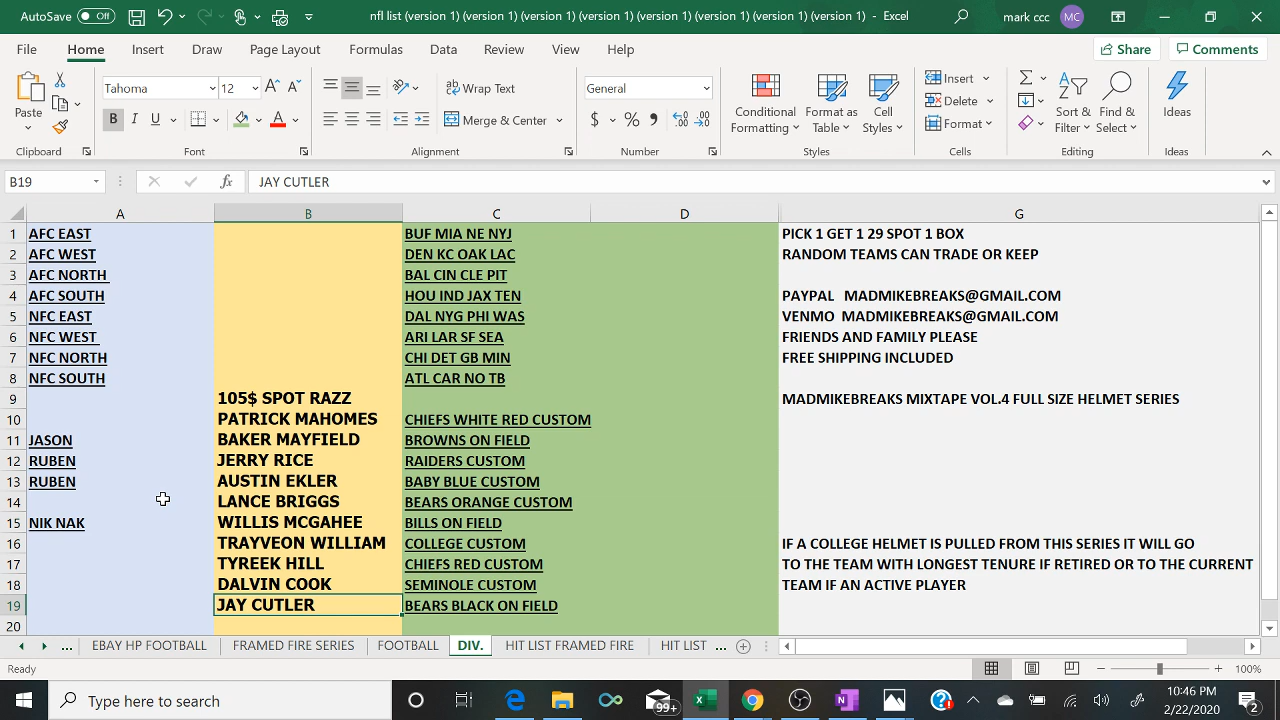 AutoSave Off nfl list (version 1) (version 1) (version 1) (version 1) (version 1) (version 1) (version 1) - Excel mark ccc MC
File Home Insert Draw Page Layout Formulas Data Review View Help Share Comments
Paste Tahoma 12 Wrap Text General Conditional Formatting Format as Table Cell Styles Insert Sort & Filter Find & Select Ideas
B I U A Merge & Center $ % , Delete
Format
Clipboard Font Alignment Number Styles Cells Editing Ideas
B19 fx JAY CUTLER
A B C D G
1 AFC EAST BUF MIA NE NYJ PICK 1 GET 1 29 SPOT 1 BOX
2 AFC WEST DEN KC OAK LAC RANDOM TEAMS CAN TRADE OR KEEP
3 AFC NORTH BAL CIN CLE PIT
4 AFC SOUTH HOU IND JAX TEN PAYPAL MADMIKEBREAKS@GMAIL.COM
5 NFC EAST DAL NYG PHI WAS VENMO MADMIKEBREAKS@GMAIL.COM
6 NFC WEST ARI LAR SF SEA FRIENDS AND FAMILY PLEASE
7 NFC NORTH CHI DET GB MIN FREE SHIPPING INCLUDED
8 NFC SOUTH ATL CAR NO TB
9 105$ SPOT RAZZ MADMIKEBREAKS MIXTAPE VOL.4 FULL SIZE HELMET SERIES
10 PATRICK MAHOMES CHIEFS WHITE RED CUSTOM
11 JASON BAKER MAYFIELD BROWNS ON FIELD
12 RUBEN JERRY RICE RAIDERS CUSTOM
13 RUBEN AUSTIN EKLER BABY BLUE CUSTOM
14 LANCE BRIGGS BEARS ORANGE CUSTOM
15 NIK NAK WILLIS MCGAHEE BILLS ON FIELD
16 TRAYVEON WILLIAM COLLEGE CUSTOM IF A COLLEGE HELMET IS PULLED FROM THIS SERIES IT WILL GO
17 TYREEK HILL CHIEFS RED CUSTOM TO THE TEAM WITH LONGEST TENURE IF RETIRED OR TO THE CURRENT
18 DALVIN COOK SEMINOLE CUSTOM TEAM IF AN ACTIVE PLAYER
19 JAY CUTLER BEARS BLACK ON FIELD
20
... EBAY HP FOOTBALL FRAMED FIRE SERIES FOOTBALL DIV. HIT LIST FRAMED FIRE HIT LIST ...
Ready 100%
Type here to search 99+ 10:46 PM
2/22/2020 2